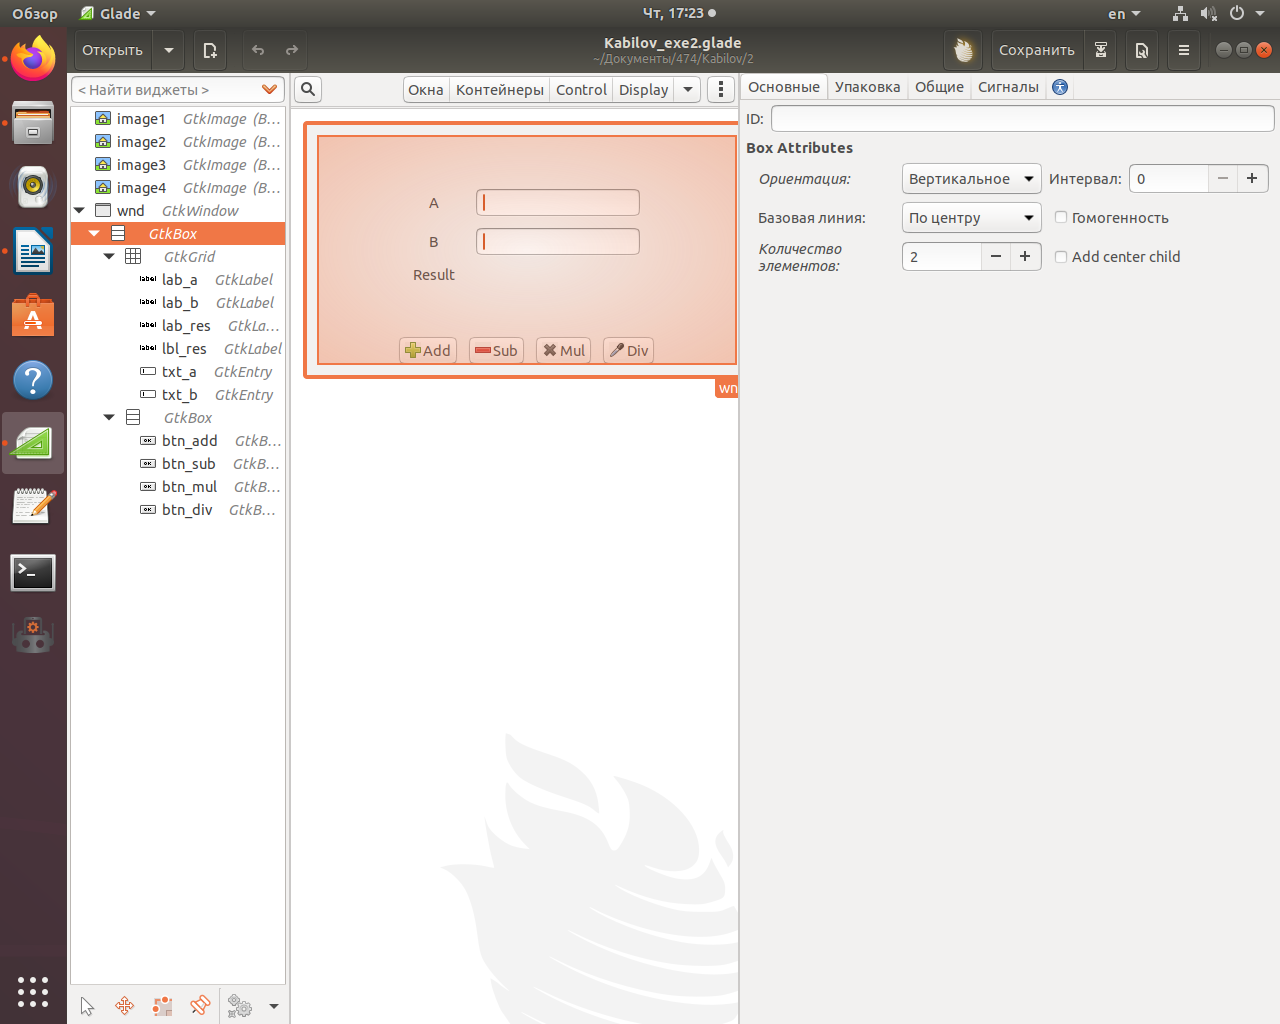 Обзор Glade Чт, 17:23 en
Открыть Kabilov_exe2.glade Сохранить
~/Документы/474/Kabilov/2
< Найти виджеты > Окна Контейнеры Control Display Основные Упаковка Общие Сигналы
image1 GtkImage (B...
image2 GtkImage (B...
image3 GtkImage (B...
image4 GtkImage (B...
wnd GtkWindow
GtkBox
GtkGrid
lab_a GtkLabel
lab_b GtkLabel
lab_res GtkLa...
lbl_res GtkLabel
txt_a GtkEntry
txt_b GtkEntry
GtkBox
btn_add GtkB...
btn_sub GtkB...
btn_mul GtkB...
btn_div GtkB...
A
B
Result
Add Sub Mul Div
wn
ID:
Box Attributes
Ориентация: Вертикальное Интервал: 0
Базовая линия: По центру Гомогенность
Количество элементов: 2 Add center child